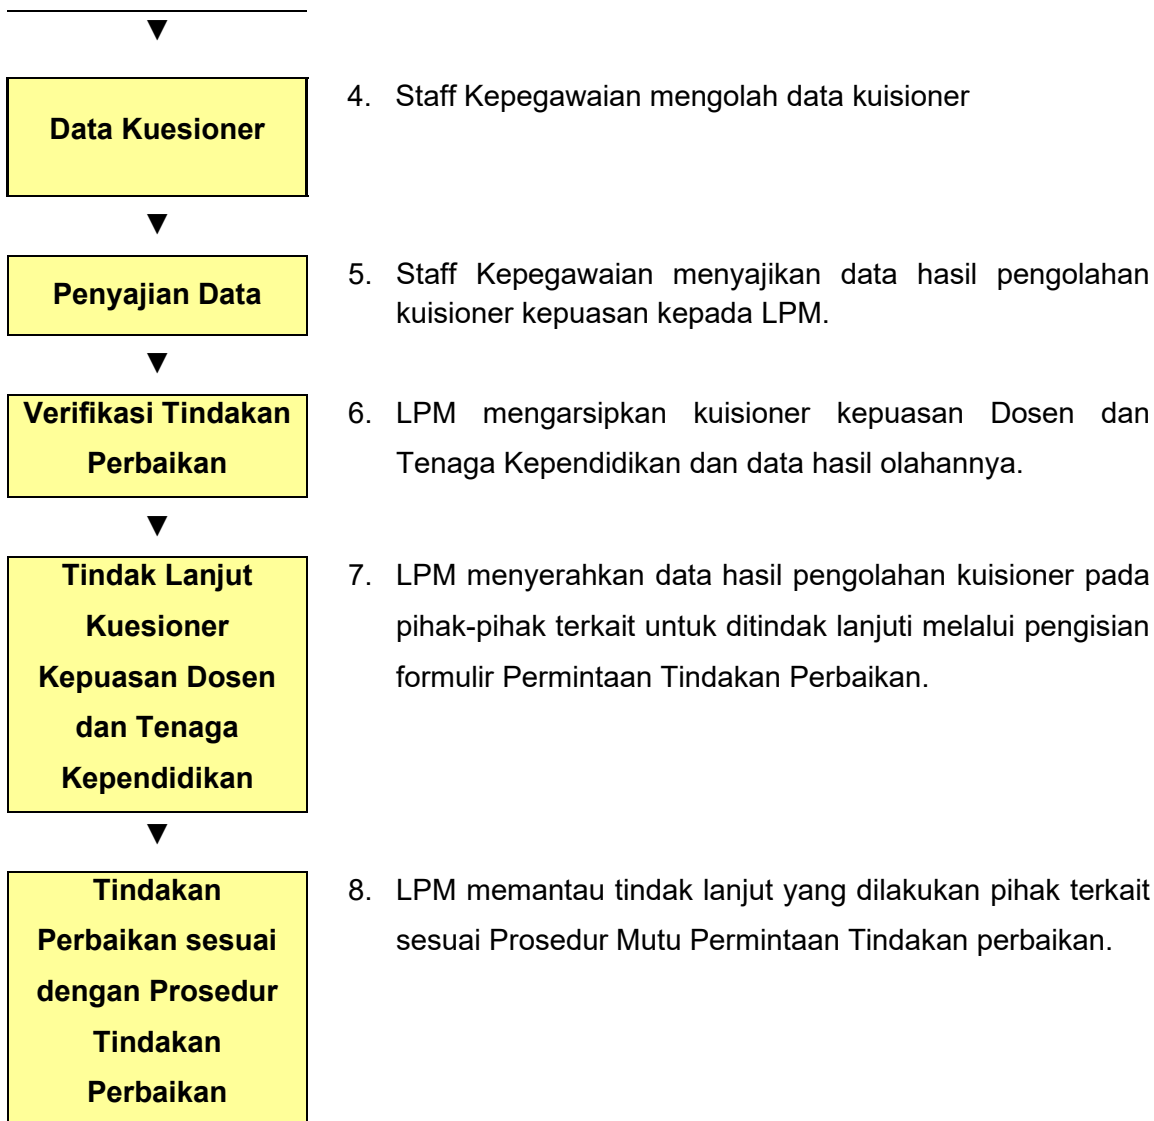 ▼
Data Kuesioner
4. Staff Kepegawaian mengolah data kuisioner
▼
Penyajian Data
5. Staff Kepegawaian menyajikan data hasil pengolahan
kuisioner kepuasan kepada LPM.
▼
Verifikasi Tindakan
Perbaikan
6. LPM mengarsipkan kuisioner kepuasan Dosen dan
Tenaga Kependidikan dan data hasil olahannya.
▼
Tindak Lanjut
Kuesioner
Kepuasan Dosen
dan Tenaga
Kependidikan
7. LPM menyerahkan data hasil pengolahan kuisioner pada
pihak-pihak terkait untuk ditindak lanjuti melalui pengisian
formulir Permintaan Tindakan Perbaikan.
▼
Tindakan
Perbaikan sesuai
dengan Prosedur
Tindakan
Perbaikan
8. LPM memantau tindak lanjut yang dilakukan pihak terkait
sesuai Prosedur Mutu Permintaan Tindakan perbaikan.